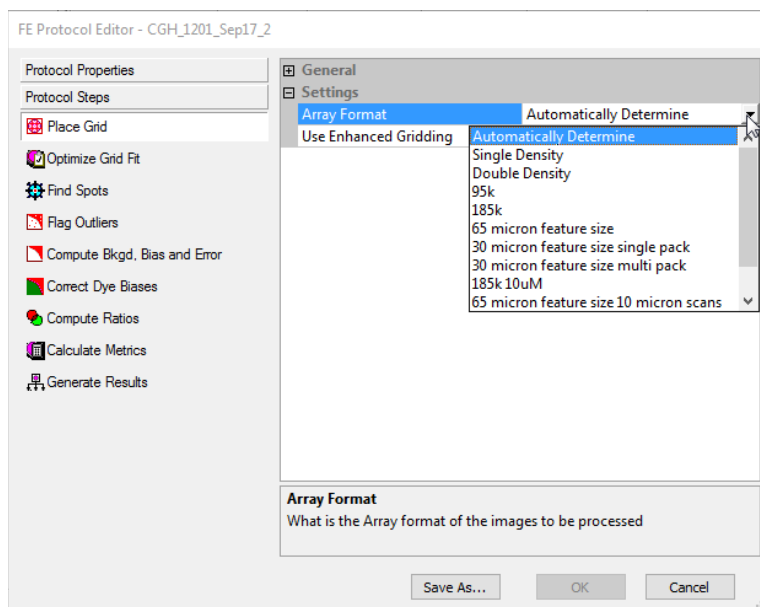 FE Protocol Editor - CGH_1201_Sep17_2
Protocol Properties
Protocol Steps
Place Grid
Optimize Grid Fit
Find Spots
Flag Outliers
Compute Bkgd, Bias and Error
Correct Dye Biases
Compute Ratios
Calculate Metrics
Generate Results
General
Settings
Array Format Automatically Determine
Use Enhanced Gridding
Automatically Determine
Single Density
Double Density
95k
185k
65 micron feature size
30 micron feature size single pack
30 micron feature size multi pack
185k 10uM
65 micron feature size 10 micron scans
Array Format
What is the Array format of the images to be processed
Save As... OK Cancel